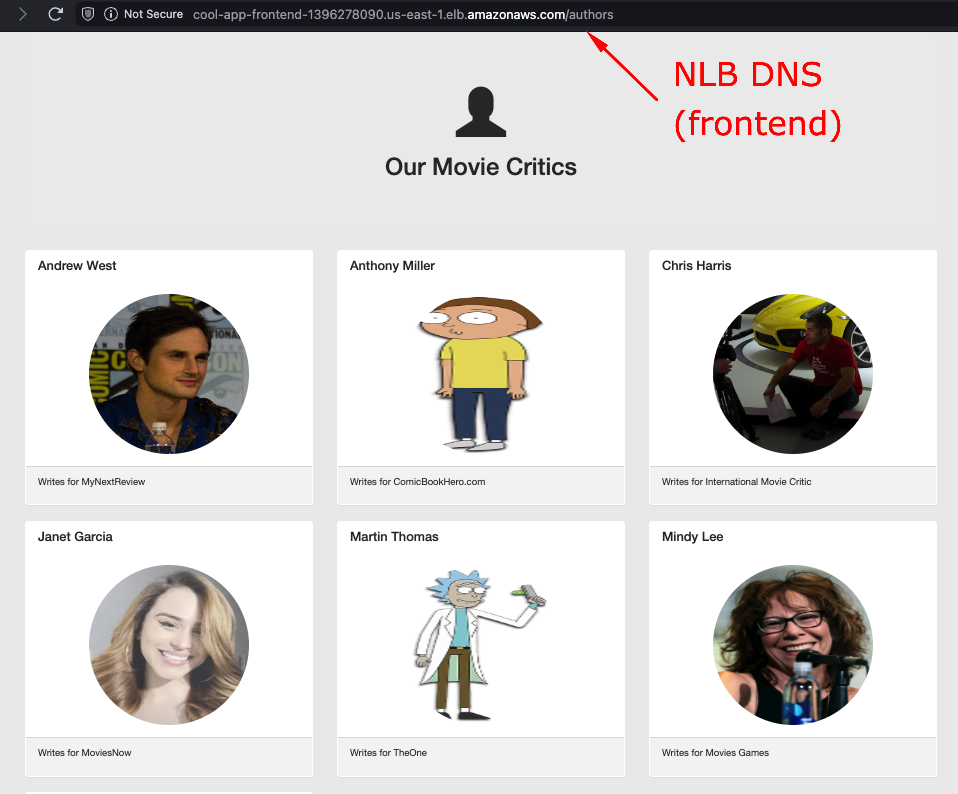 Not Secure cool-app-frontend-1396278090.us-east-1.elb.amazonaws.com/authors
NLB DNS
(frontend)
Our Movie Critics
Andrew West
Anthony Miller
Chris Harris
Writes for MyNextReview
Writes for ComicBookHero.com
Writes for International Movie Critic
Janet Garcia
Martin Thomas
Mindy Lee
Writes for MoviesNow
Writes for TheOne
Writes for Movies Games